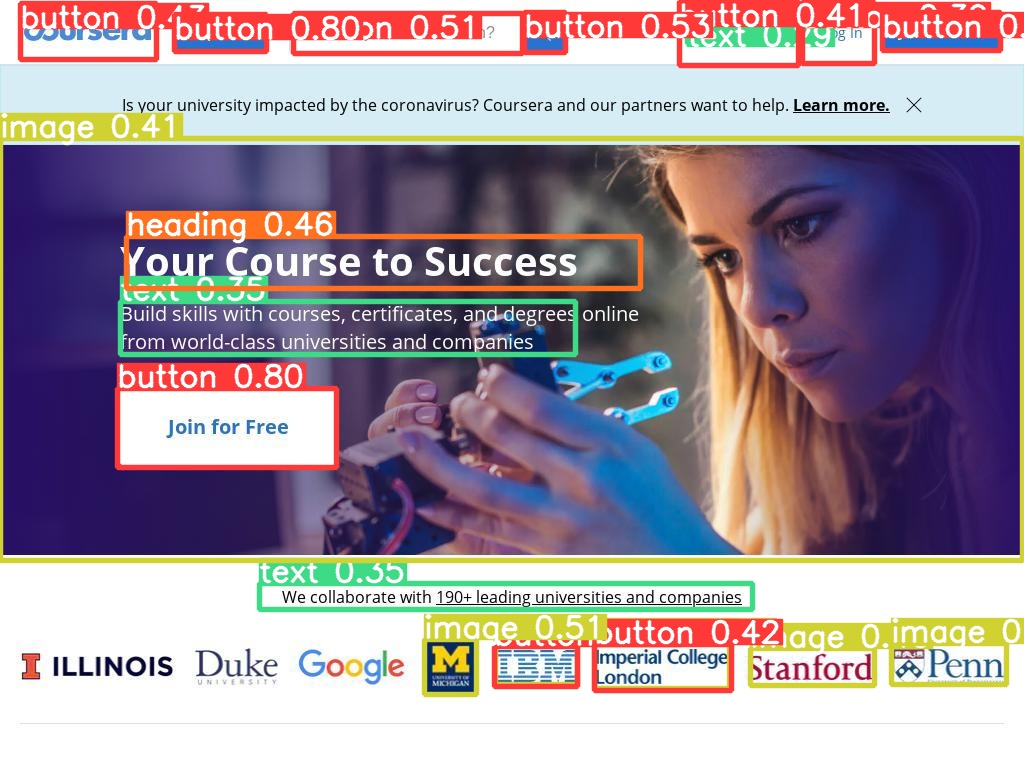 coursera
button 0.47
button 0.80
on 0.51
n?
button 0.53
button 0.41
text 0.79
og In
button 0.
Is your university impacted by the coronavirus? Coursera and our partners want to help. Learn more.
image 0.41
heading 0.46
Your Course to Success
text 0.35
Build skills with courses, certificates, and degrees online
from world-class universities and companies
button 0.80
Join for Free
text 0.35
We collaborate with 190+ leading universities and companies
image 0.51
button 0.42
mage 0.
image 0
ILLINOIS
Duke
UNIVERSITY
Google
M
UNIVERSITY OF
MICHIGAN
IBM
Imperial College
London
Stanford
Penn